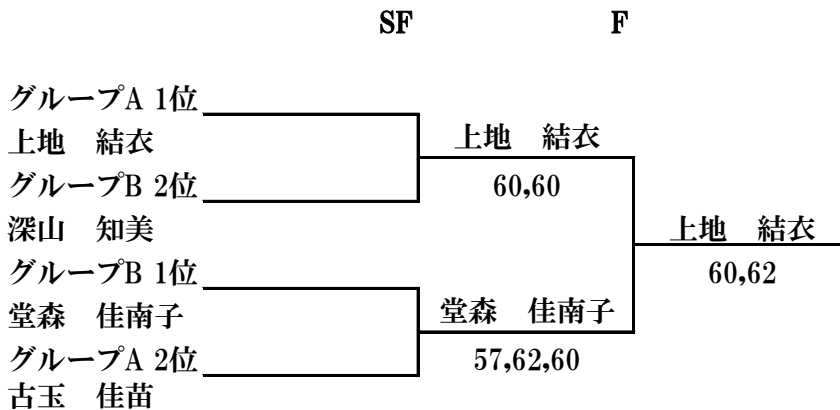 SF F
グループA 1位
上地　結衣
グループB 2位
深山　知美
グループB 1位
堂森　佳南子
グループA 2位
古玉　佳苗
上地　結衣
60,60
堂森　佳南子
57,62,60
上地　結衣
60,62